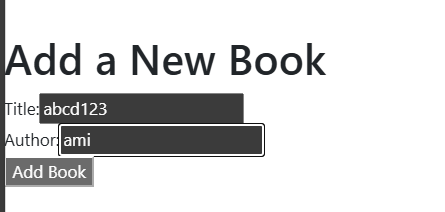 Add a New Book
Title: abcd123
Author: ami
Add Book